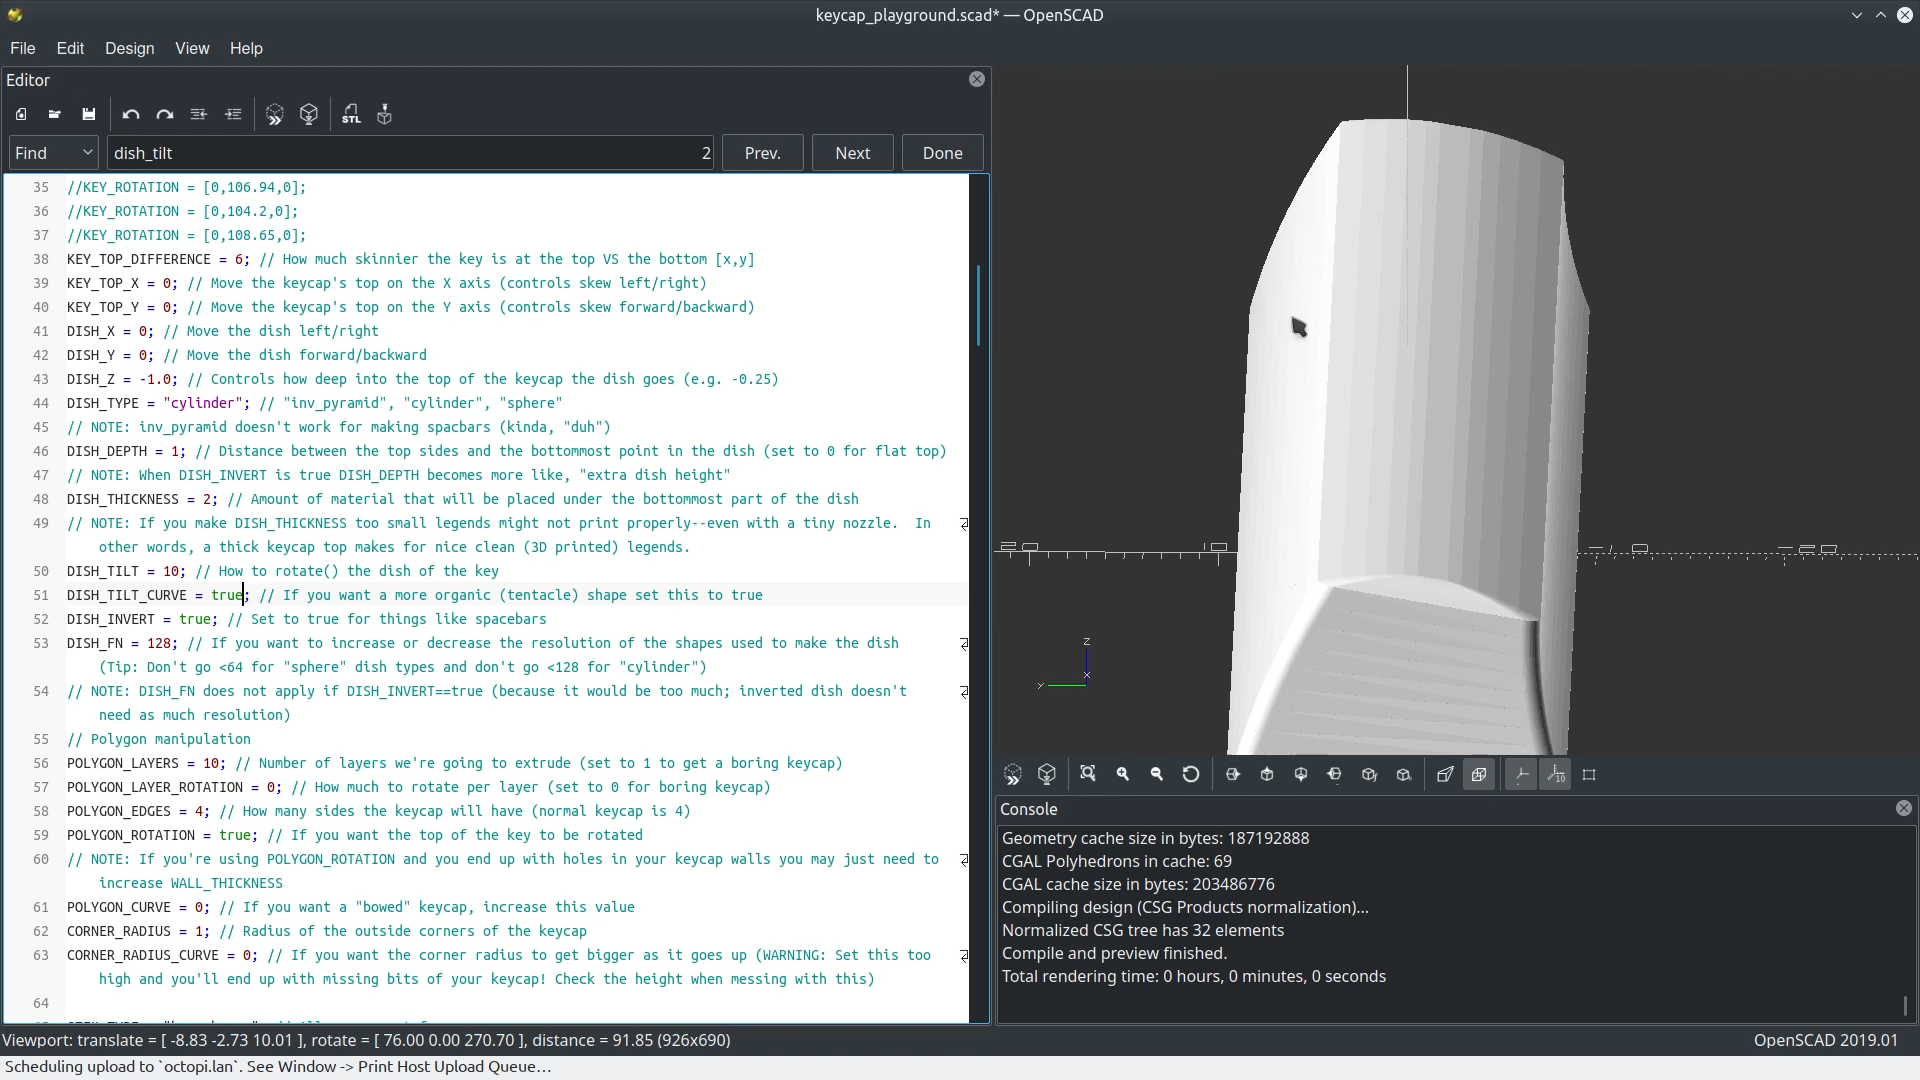 keycap_playground.scad* — OpenSCAD
File Edit Design View Help
Editor
STL
Find dish_tilt 2 Prev. Next Done
35 //KEY_ROTATION = [0,106.94,0];
36 //KEY_ROTATION = [0,104.2,0];
37 //KEY_ROTATION = [0,108.65,0];
38 KEY_TOP_DIFFERENCE = 6; // How much skinnier the key is at the top VS the bottom [x,y]
39 KEY_TOP_X = 0; // Move the keycap's top on the X axis (controls skew left/right)
40 KEY_TOP_Y = 0; // Move the keycap's top on the Y axis (controls skew forward/backward)
41 DISH_X = 0; // Move the dish left/right
42 DISH_Y = 0; // Move the dish forward/backward
43 DISH_Z = -1.0; // Controls how deep into the top of the keycap the dish goes (e.g. -0.25)
44 DISH_TYPE = "cylinder"; // "inv_pyramid", "cylinder", "sphere"
45 // NOTE: inv_pyramid doesn't work for making spacbars (kinda, "duh")
46 DISH_DEPTH = 1; // Distance between the top sides and the bottommost point in the dish (set to 0 for flat top)
47 // NOTE: When DISH_INVERT is true DISH_DEPTH becomes more like, "extra dish height"
48 DISH_THICKNESS = 2; // Amount of material that will be placed under the bottommost part of the dish
49 // NOTE: If you make DISH_THICKNESS too small legends might not print properly--even with a tiny nozzle.  In
other words, a thick keycap top makes for nice clean (3D printed) legends.
50 DISH_TILT = 10; // How to rotate() the dish of the key
51 DISH_TILT_CURVE = true; // If you want a more organic (tentacle) shape set this to true
52 DISH_INVERT = true; // Set to true for things like spacebars
53 DISH_FN = 128; // If you want to increase or decrease the resolution of the shapes used to make the dish
(Tip: Don't go <64 for "sphere" dish types and don't go <128 for "cylinder")
54 // NOTE: DISH_FN does not apply if DISH_INVERT==true (because it would be too much; inverted dish doesn't
need as much resolution)
55 // Polygon manipulation
56 POLYGON_LAYERS = 10; // Number of layers we're going to extrude (set to 1 to get a boring keycap)
57 POLYGON_LAYER_ROTATION = 0; // How much to rotate per layer (set to 0 for boring keycap)
58 POLYGON_EDGES = 4; // How many sides the keycap will have (normal keycap is 4)
59 POLYGON_ROTATION = true; // If you want the top of the key to be rotated
60 // NOTE: If you're using POLYGON_ROTATION and you end up with holes in your keycap walls you may just need to
increase WALL_THICKNESS
61 POLYGON_CURVE = 0; // If you want a "bowed" keycap, increase this value
62 CORNER_RADIUS = 1; // Radius of the outside corners of the keycap
63 CORNER_RADIUS_CURVE = 0; // If you want the corner radius to get bigger as it goes up (WARNING: Set this too
high and you'll end up with missing bits of your keycap! Check the height when messing with this)
64
z
x
y
Console
Geometry cache size in bytes: 187192888
CGAL Polyhedrons in cache: 69
CGAL cache size in bytes: 203486776
Compiling design (CSG Products normalization)...
Normalized CSG tree has 32 elements
Compile and preview finished.
Total rendering time: 0 hours, 0 minutes, 0 seconds
Viewport: translate = [ -8.83 -2.73 10.01 ], rotate = [ 76.00 0.00 270.70 ], distance = 91.85 (926x690)
OpenSCAD 2019.01
Scheduling upload to `octopi.lan`. See Window -> Print Host Upload Queue…